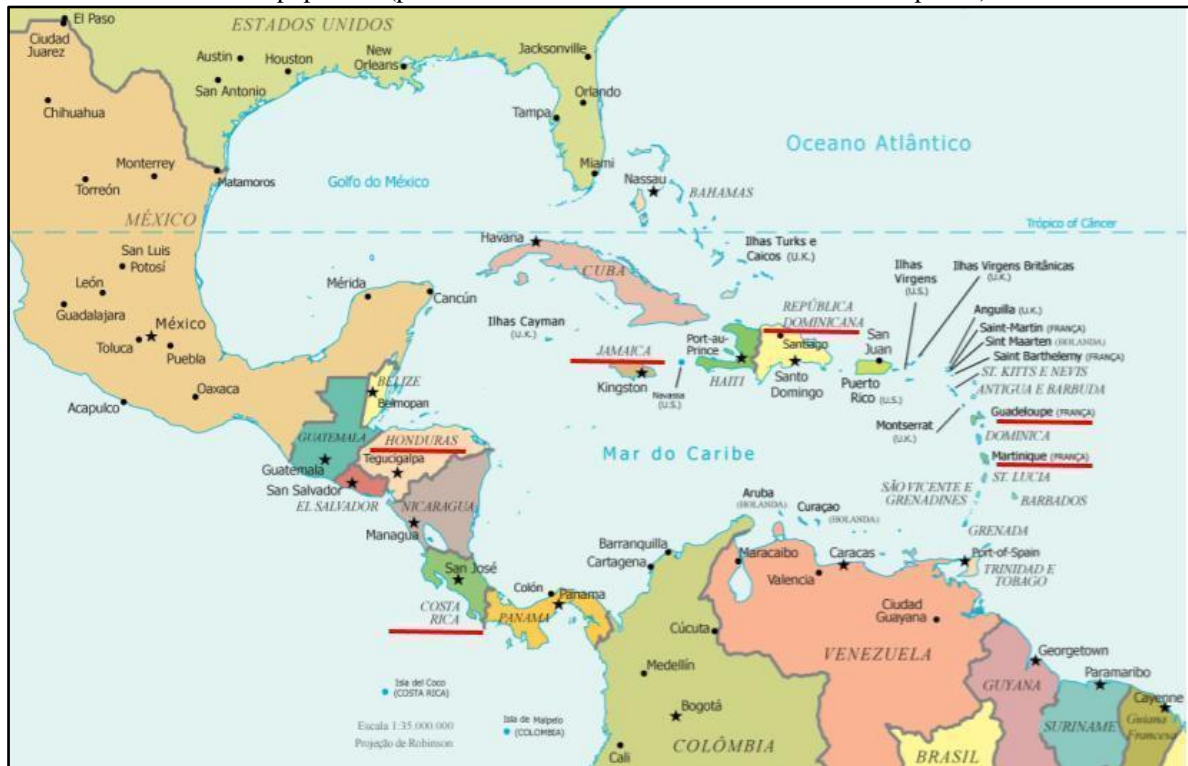 El Paso
ESTADOS UNIDOS
Ciudad
Juarez
Austin
Houston
New
Orleans
Jacksonville
San Antonio
Orlando
Chihuahua
Tampa
Oceano Atlântico
Monterrey
Miami
Torreón
Matamoros
Golfo do México
Nassau
BAHAMAS
MÉXICO
Trópico of Câncer
San Luis
Potosí
Havana
CUBA
Ilhas Turks e
Caicos (U.K.)
Ilhas
Virgens
(U.S.)
Ilhas Virgens Britânicas
(U.K.)
León
Mérida
Cancún
Guadalajara
México
Toluca
Puebla
Ilhas Cayman
(U.K.)
REPÚBLICA
DOMINICANA
Anguilla (U.K.)
Saint-Martin (FRANÇA)
Sint Maarten (HOLANDA)
Saint Barthelemy (FRANÇA)
ST. KITTS E NEVIS
ANTIGUA E BARBUDA
JAMAICA
Kingston
Port-au-
Prince
HAITI
Navassa
(U.S.)
Santiago
Santo
Domingo
San
Juan
Puerto
Rico (U.S.)
Oaxaca
Acapulco
BELIZE
Belmopan
Montserrat
(U.K.)
Guadeloupe (FRANÇA)
DOMINICA
GUATEMALA
HONDURAS
Guatemala
Tegucigalpa
Mar do Caribe
Martinique (FRANÇA)
ST. LUCIA
San Salvador
EL SALVADOR
NICARAGUA
Aruba
(HOLANDA)
Curaçao
(HOLANDA)
SÃO VICENTE E
GRENADINES
BARBADOS
Managua
GRENADA
Barranquilla
Cartagena
Maracaibo
Caracas
Valencia
Port-of-Spain
TRINIDAD E
TOBAGO
San José
Colón
Panama
COSTA
RICA
PANAMA
Ciudad
Guayana
Cúcuta
VENEZUELA
Georgetown
Medellín
GUYANA
Paramaribo
Isla del Coco
(COSTA RICA)
Bogotá
SURINAME
Cayenne
Guiana
Francesa
Escala 1:35.000.000
Projeção de Robinson
Isla de Malpelo
(COLOMBIA)
COLÔMBIA
Cali
BRASIL